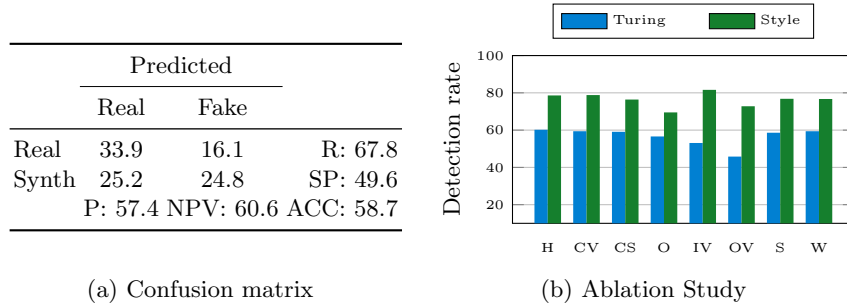 Predicted
Real Fake
Real 33.9 16.1 R: 67.8
Synth 25.2 24.8 SP: 49.6
P: 57.4 NPV: 60.6 ACC: 58.7
(a) Confusion matrix
Turing Style
Detection rate
100
80
60
40
20
H CV CS O IV OV S W
(b) Ablation Study